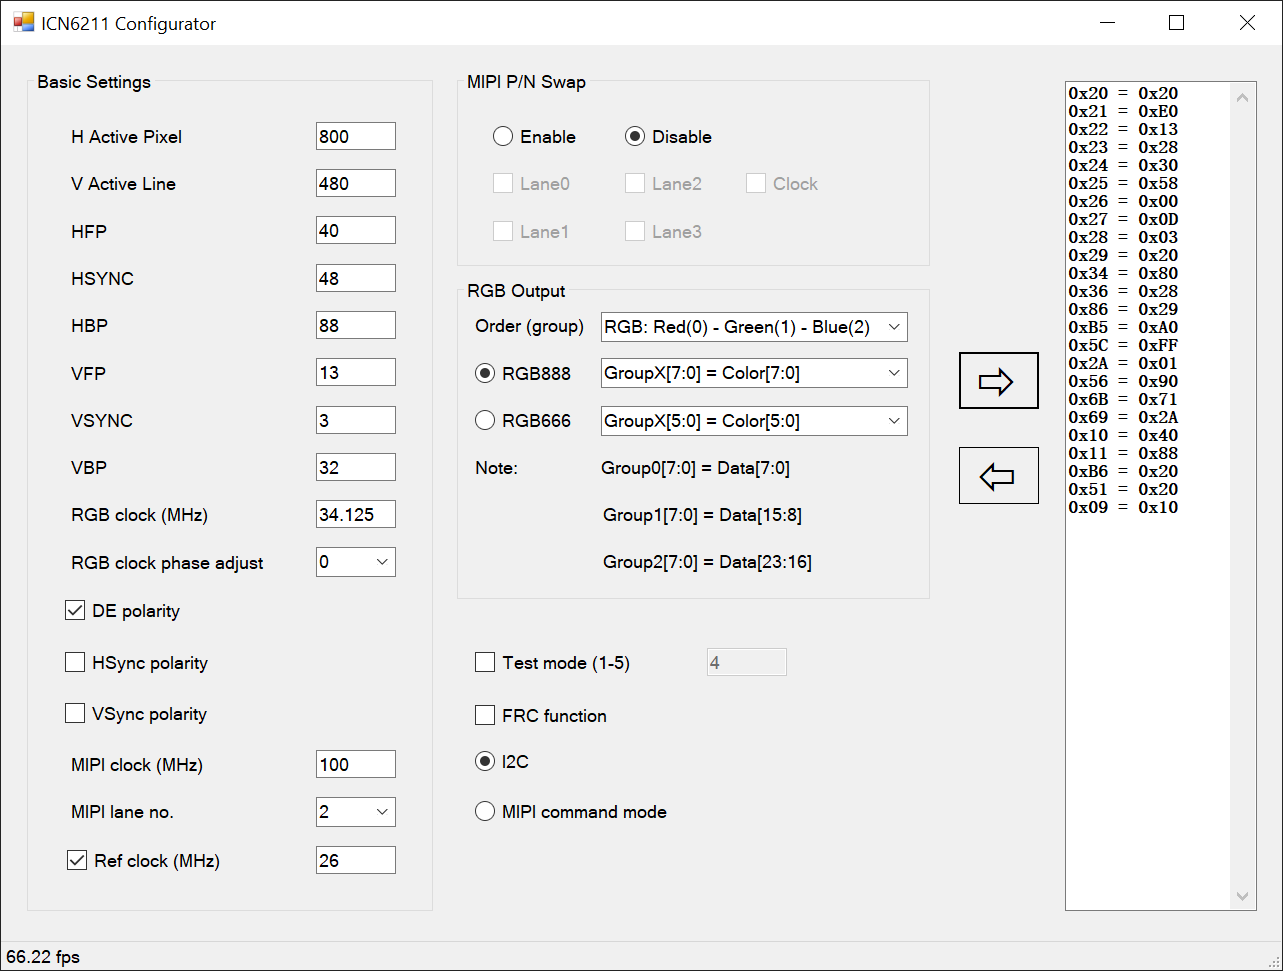 ICN6211 Configurator
Basic Settings
H Active Pixel 800
V Active Line 480
HFP 40
HSYNC 48
HBP 88
VFP 13
VSYNC 3
VBP 32
RGB clock (MHz) 34.125
RGB clock phase adjust 0
DE polarity
HSync polarity
VSync polarity
MIPI clock (MHz) 100
MIPI lane no. 2
Ref clock (MHz) 26
MIPI P/N Swap
Enable Disable
Lane0 Lane2 Clock
Lane1 Lane3
RGB Output
Order (group) RGB: Red(0) - Green(1) - Blue(2)
RGB888 GroupX[7:0] = Color[7:0]
RGB666 GroupX[5:0] = Color[5:0]
Note: Group0[7:0] = Data[7:0]
Group1[7:0] = Data[15:8]
Group2[7:0] = Data[23:16]
Test mode (1-5) 4
FRC function
I2C
MIPI command mode
0x20 = 0x20
0x21 = 0xE0
0x22 = 0x13
0x23 = 0x28
0x24 = 0x30
0x25 = 0x58
0x26 = 0x00
0x27 = 0x0D
0x28 = 0x03
0x29 = 0x20
0x34 = 0x80
0x36 = 0x28
0x86 = 0x29
0xB5 = 0xA0
0x5C = 0xFF
0x2A = 0x01
0x56 = 0x90
0x6B = 0x71
0x69 = 0x2A
0x10 = 0x40
0x11 = 0x88
0xB6 = 0x20
0x51 = 0x20
0x09 = 0x10
66.22 fps